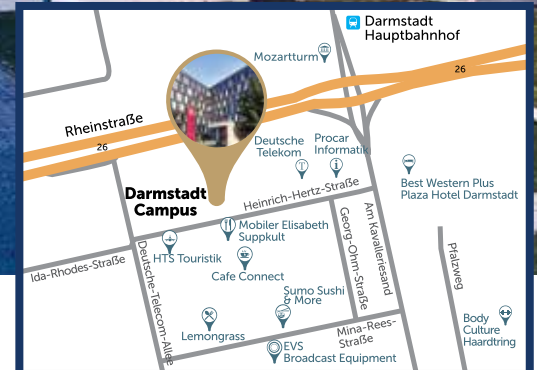 Darmstadt
Hauptbahnhof
Mozartturm
26
Rheinstraße
26
Deutsche
Telekom
Procar
Informatik
Best Western Plus
Plaza Hotel Darmstadt
Darmstadt
Campus
Heinrich-Hertz-Straße
Mobiler Elisabeth
Suppkult
HTS Touristik
Ida-Rhodes-Straße
Deutsche-Telecom-Allee
Cafe Connect
Georg-Ohm-Straße
Am Kavalleriesand
Pfalzweg
Sumo Sushi
& More
Lemongrass
Mina-Rees-
Straße
EVS
Broadcast Equipment
Body
Culture
Haardtring